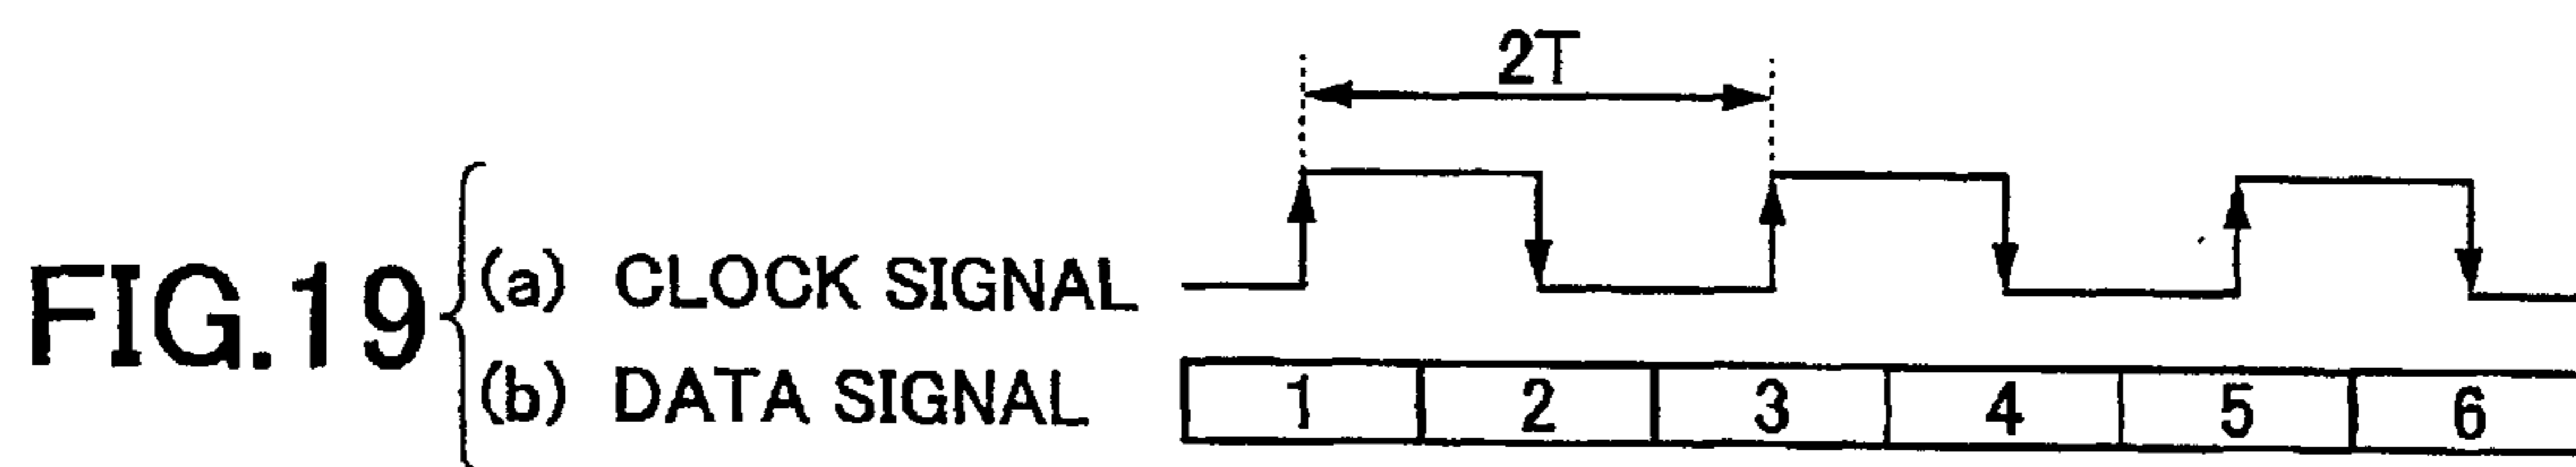 2T
FIG.19
(a) CLOCK SIGNAL
(b) DATA SIGNAL
1 2 3 4 5 6